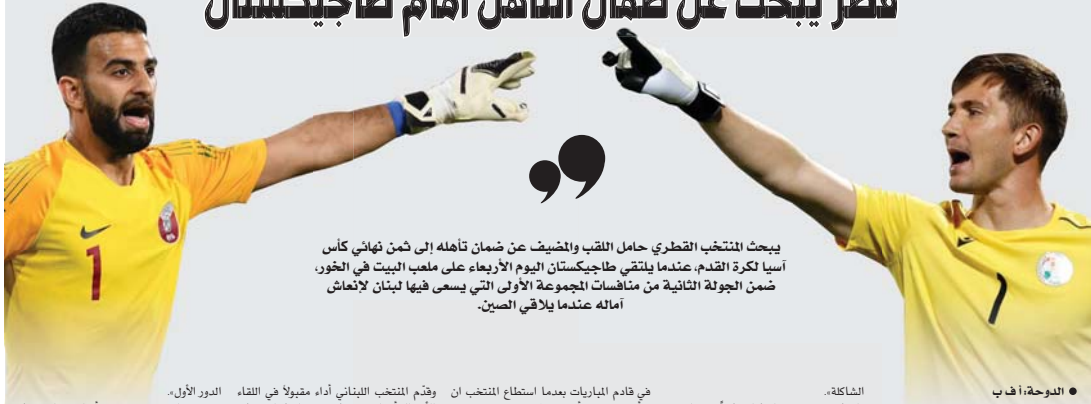 قطر يبحث عن ضمان التأهل أمام طاجيكستان
يبحث المنتخب القطري حامل اللقب والمضيف عن ضمان تأهله إلى ثمن نهائي كأس
آسيا لكرة القدم، عندما يلتقي طاجيكستان اليوم الأربعاء على ملعب البيت في الخور،
ضمن الجولة الثانية من منافسات المجموعة الأولى التي يسعى فيها لبنان لإنعاش
آماله عندما يلاقي الصين.
1
1
● الدوحة: أ ف ب
الشاكلة».
في قادم المباريات بعدما استطاع المنتخب ان
وقدّم المنتخب اللبناني أداء مقبولاً في اللقاء
الدور الأول».